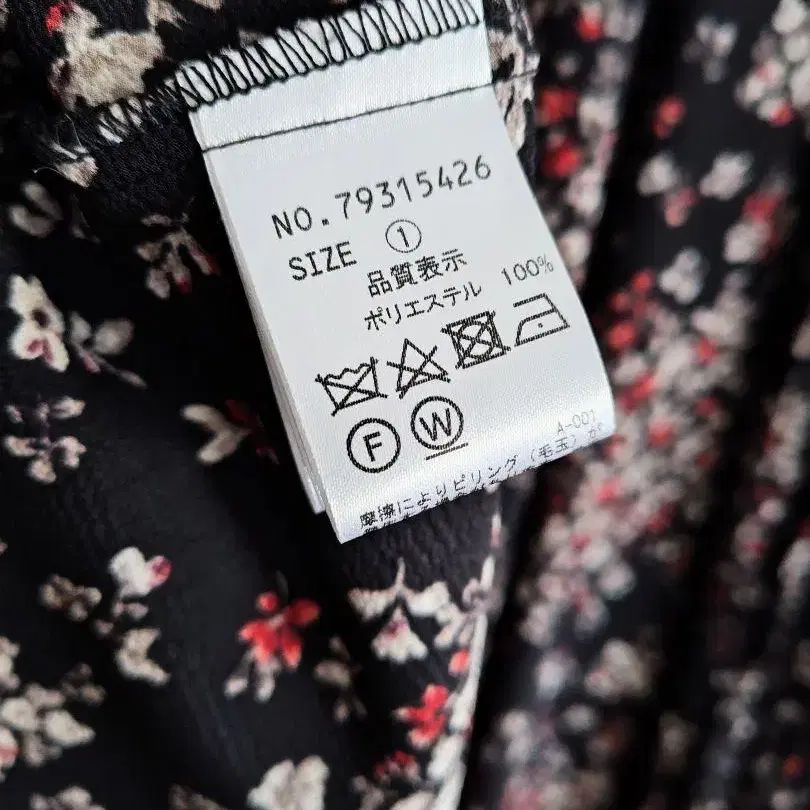 NO.79315426
SIZE ①
品質表示
ポリエステル 100%
Ⓕ Ⓦ
A-001
摩擦によりピリング(毛玉)が